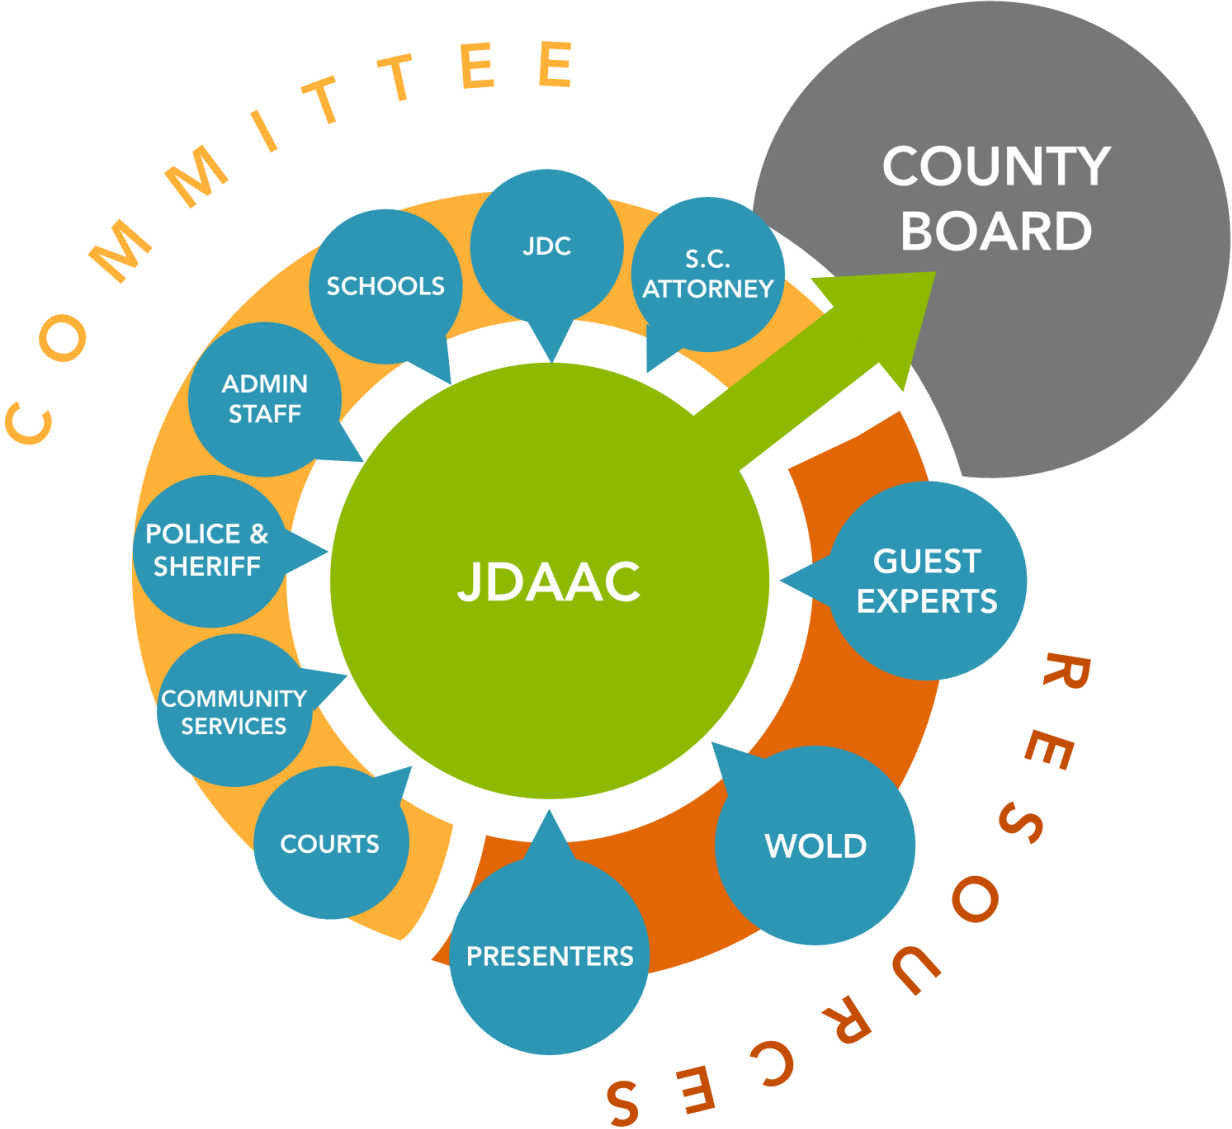 COMMITTEE
COUNTY
BOARD
JDC
S.C.
ATTORNEY
SCHOOLS
ADMIN
STAFF
POLICE &
SHERIFF
COMMUNITY
SERVICES
COURTS
JDAAC
GUEST
EXPERTS
WOLD
PRESENTERS
RESOURCES